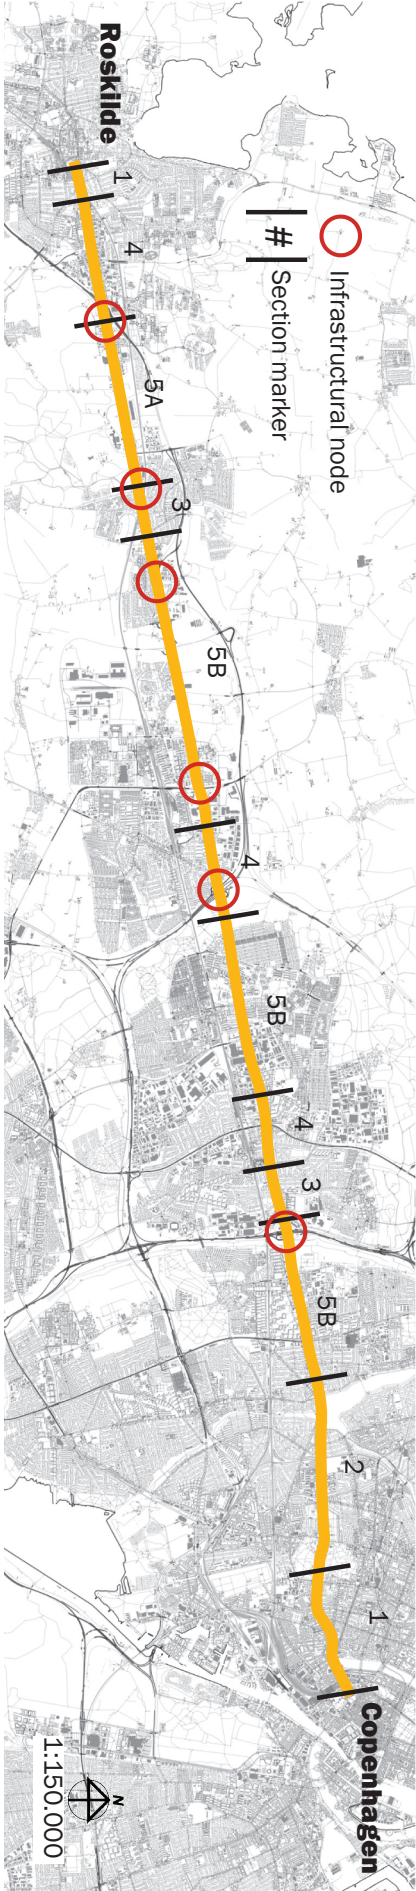 Roskilde
1
4
5A
3
5B
4
5B
4
3
5B
2
1
Copenhagen
Infrastructural node
#
Section marker
N
1:150.000